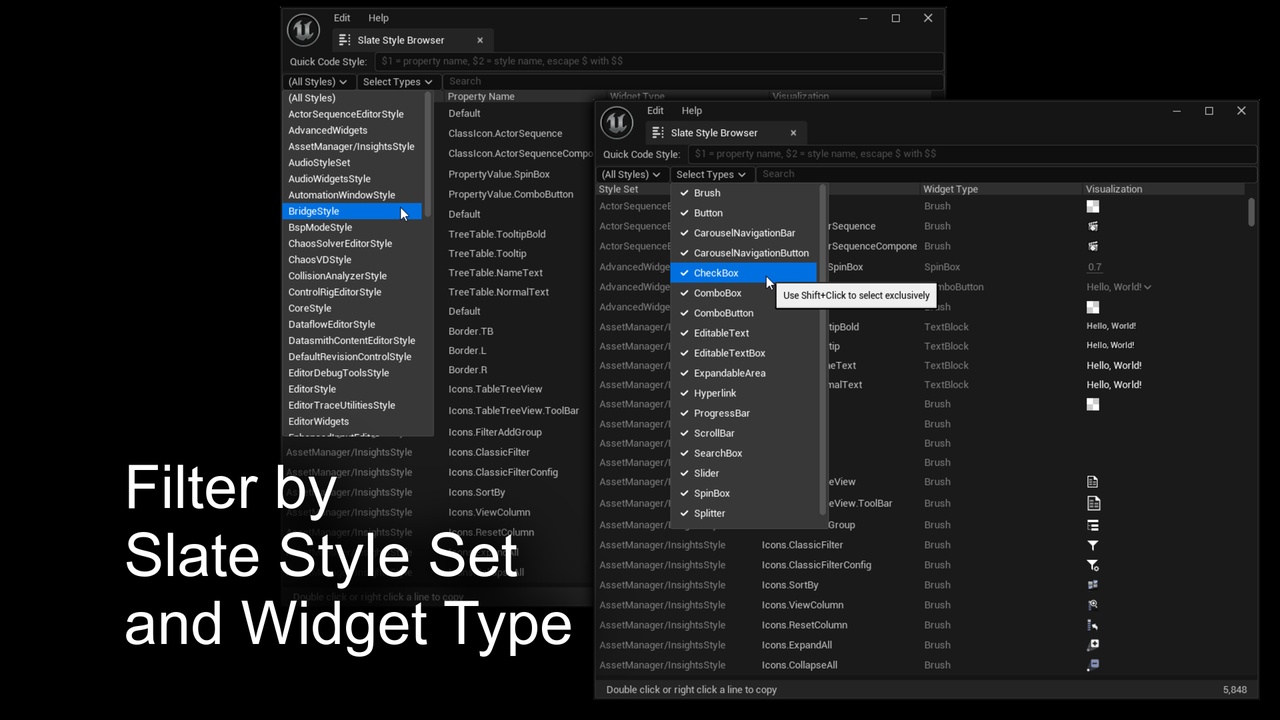 Edit Help
Slate Style Browser
Quick Code Style: $1 = property name, $2 = style name, escape $ with $$
(All Styles) Select Types Search
(All Styles)
ActorSequenceEditorStyle
AdvancedWidgets
AssetManager/InsightsStyle
AudioStyleSet
AudioWidgetsStyle
AutomationWindowStyle
BridgeStyle
BspModeStyle
ChaosSolverEditorStyle
ChaosVDStyle
CollisionAnalyzerStyle
ControlRigEditorStyle
CoreStyle
DataflowEditorStyle
DatasmithContentEditorStyle
DefaultRevisionControlStyle
EditorDebugToolsStyle
EditorStyle
EditorTraceUtilitiesStyle
EditorWidgets
Property Name Widget Type Visualization
Default
ClassIcon.ActorSequence
ClassIcon.ActorSequenceCompo
PropertyValue.SpinBox
PropertyValue.ComboButton
Default
TreeTable.TooltipBold
TreeTable.Tooltip
TreeTable.NameText
TreeTable.NormalText
Default
Border.TB
Border.L
Border.R
Icons.TableTreeView
Icons.TableTreeView.ToolBar
Icons.FilterAddGroup
AssetManager/InsightsStyle Icons.ClassicFilter
AssetManager/InsightsStyle Icons.ClassicFilterConfig
Icons.SortBy
Icons.ViewColumn
Icons.ResetColumn
Double click or right click a line to copy
Filter by
Slate Style Set
and Widget Type
Edit Help
Slate Style Browser
Quick Code Style: $1 = property name, $2 = style name, escape $ with $$
(All Styles) Select Types Search
Style Set Widget Type Visualization
Brush
Button
CarouselNavigationBar
CarouselNavigationButton
CheckBox
ComboBox
ComboButton
EditableText
EditableTextBox
ExpandableArea
Hyperlink
ProgressBar
ScrollBar
SearchBox
Slider
SpinBox
Splitter
Use Shift+Click to select exclusively
ActorSequenceE Brush
ActorSequenceE rSequence Brush
ActorSequenceE rSequenceCompone Brush
AdvancedWidge SpinBox SpinBox 0.7
AdvancedWidge omboButton Hello, World!
AdvancedWidge Brush
AssetManager/I tipBold TextBlock Hello, World!
AssetManager/I tip TextBlock Hello, World!
AssetManager/I meText TextBlock Hello, World!
AssetManager/I malText TextBlock Hello, World!
AssetManager/I Brush
AssetManager/I Brush
AssetManager/I Brush
AssetManager/I Brush
AssetManager/I eView Brush
AssetManager/I eView.ToolBar Brush
AssetManager/InsightsStyle Group Brush
AssetManager/InsightsStyle Icons.ClassicFilter Brush
AssetManager/InsightsStyle Icons.ClassicFilterConfig Brush
AssetManager/InsightsStyle Icons.SortBy Brush
AssetManager/InsightsStyle Icons.ViewColumn Brush
AssetManager/InsightsStyle Icons.ResetColumn Brush
AssetManager/InsightsStyle Icons.ExpandAll Brush
AssetManager/InsightsStyle Icons.CollapseAll Brush
Double click or right click a line to copy 5,848